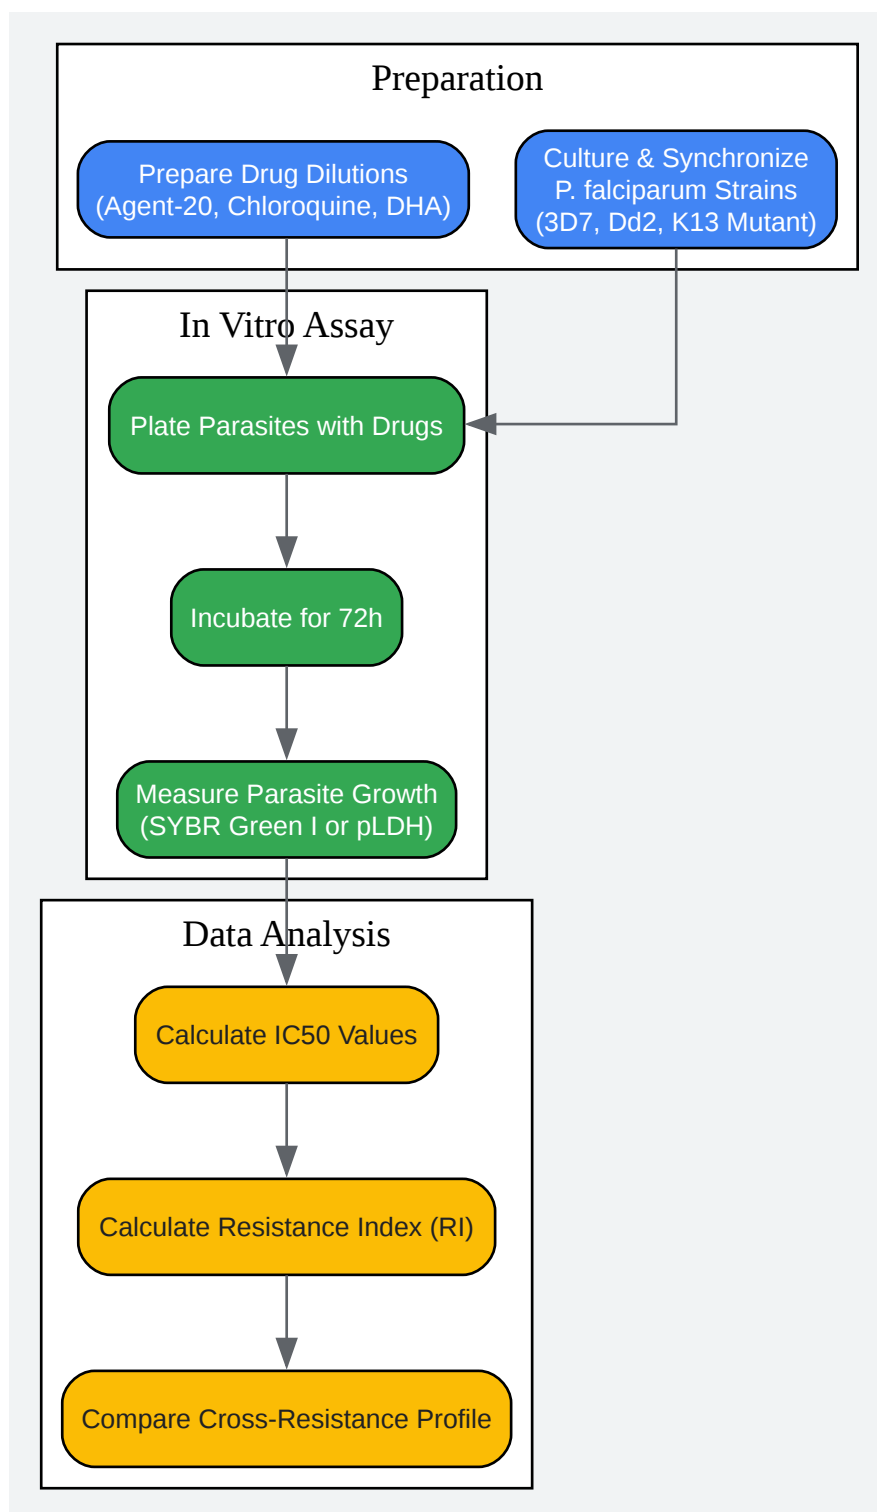 Preparation
Prepare Drug Dilutions
(Agent-20, Chloroquine, DHA)
Culture & Synchronize
P. falciparum Strains
(3D7, Dd2, K13 Mutant)
In Vitro Assay
Plate Parasites with Drugs
Incubate for 72h
Measure Parasite Growth
(SYBR Green I or pLDH)
Data Analysis
Calculate IC50 Values
Calculate Resistance Index (RI)
Compare Cross-Resistance Profile